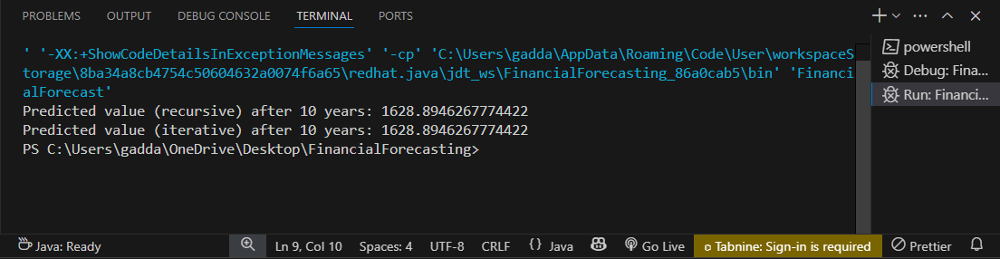 PROBLEMS OUTPUT DEBUG CONSOLE TERMINAL PORTS
' '-XX:+ShowCodeDetailsInExceptionMessages' '-cp' 'C:\Users\gadda\AppData\Roaming\Code\User\workspaceS
torage\8ba34a8cb4754c50604632a0074f6a65\redhat.java\jdt_ws\FinancialForecasting_86a0cab5\bin' 'Financi
alForecast'
Predicted value (recursive) after 10 years: 1628.8946267774422
Predicted value (iterative) after 10 years: 1628.8946267774422
PS C:\Users\gadda\OneDrive\Desktop\FinancialForecasting>
powershell
Debug: Fina...
Run: Financi...
Java: Ready Ln 9, Col 10 Spaces: 4 UTF-8 CRLF {} Java Go Live Tabnine: Sign-in is required Prettier